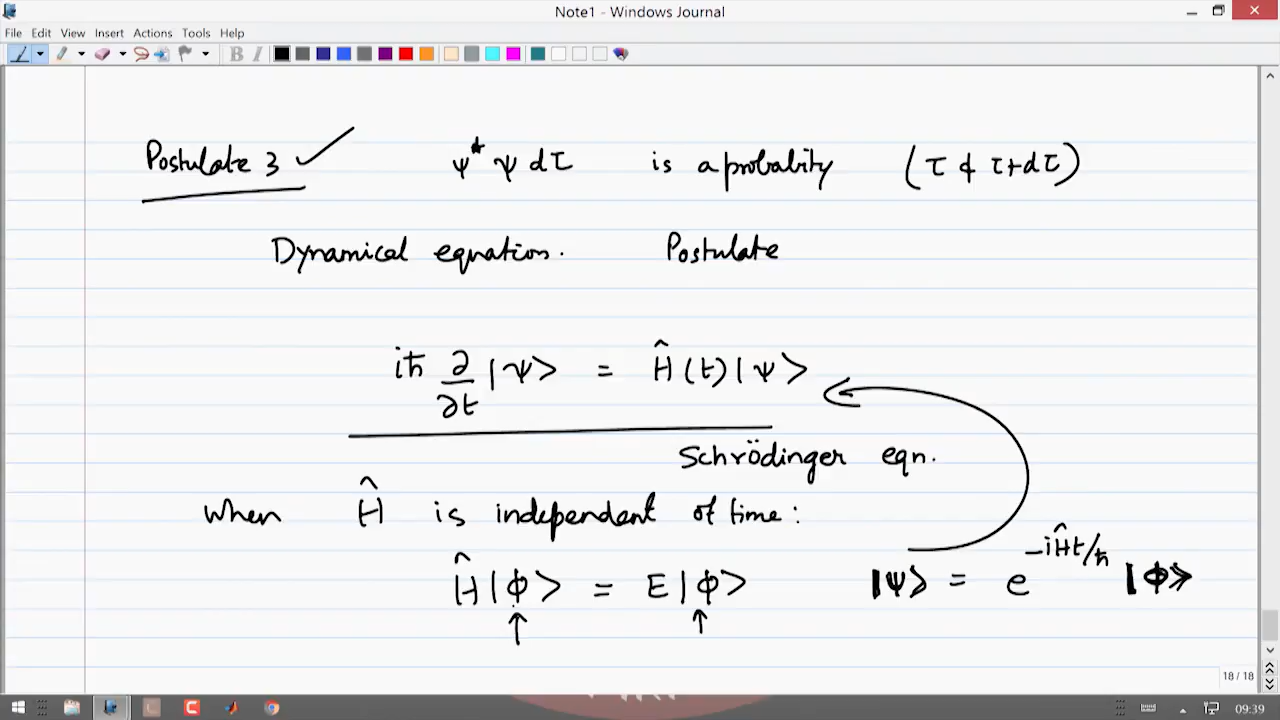 Note1 - Windows Journal
File Edit View Insert Actions Tools Help
B I
Postulate 3 ✓ ψ* ψ dτ is a probabity (τ & τ+dτ)
Dynamical equation. Postulate
iħ ∂/∂t |ψ> = Ĥ(t)|ψ>
Schrödinger eqn.
when Ĥ is independent of time:
Ĥ|Φ> = E|Φ> |ψ> = e^{-iĤt/ħ} |Φ>
18 / 18
09:39